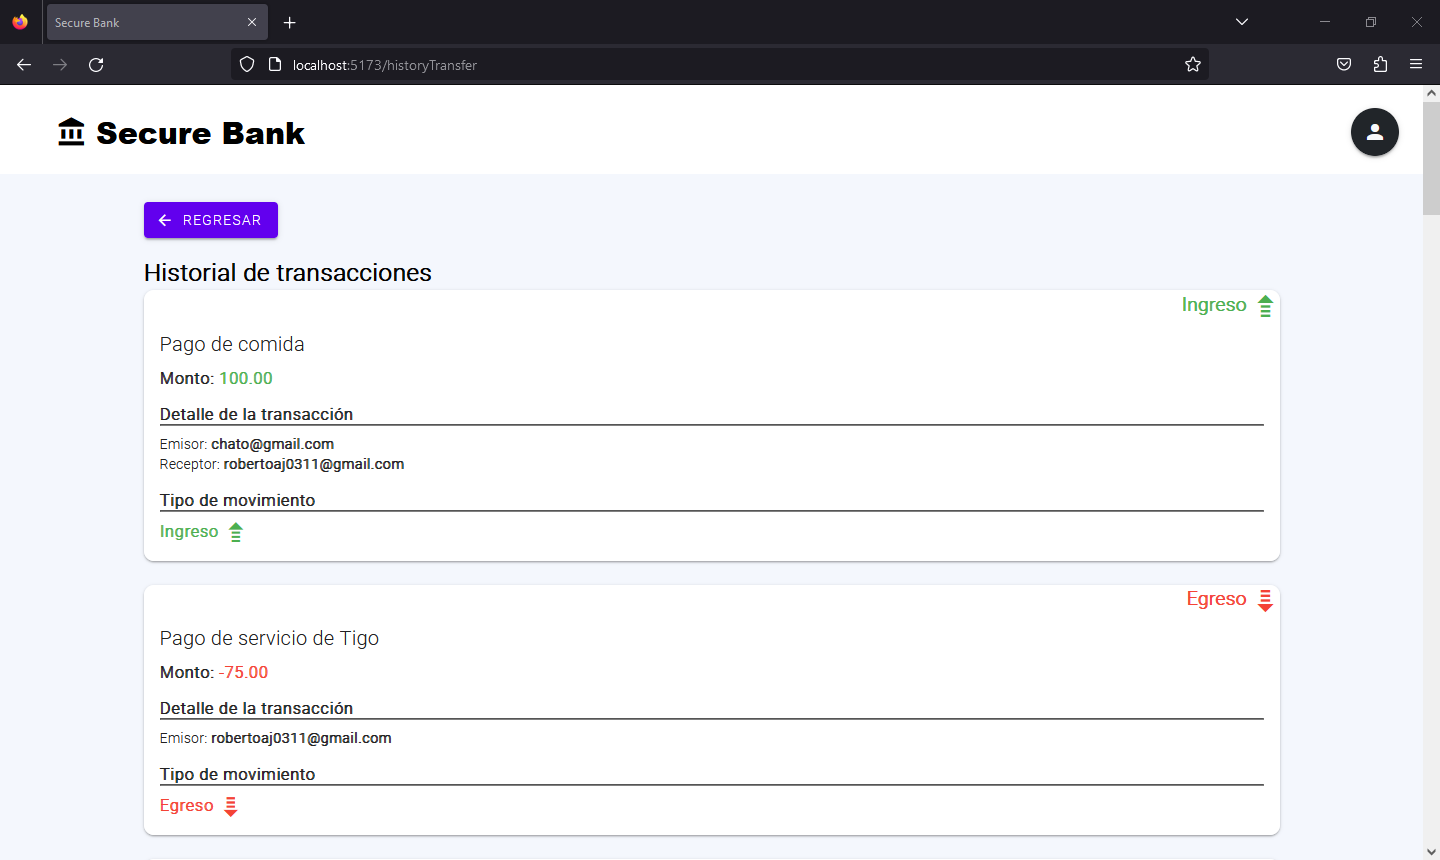 Secure Bank
localhost:5173/historyTransfer
Secure Bank
REGRESAR
Historial de transacciones
Ingreso
Pago de comida
Monto: 100.00
Detalle de la transacción
Emisor: chato@gmail.com
Receptor: robertoaj0311@gmail.com
Tipo de movimiento
Ingreso
Egreso
Pago de servicio de Tigo
Monto: -75.00
Detalle de la transacción
Emisor: robertoaj0311@gmail.com
Tipo de movimiento
Egreso